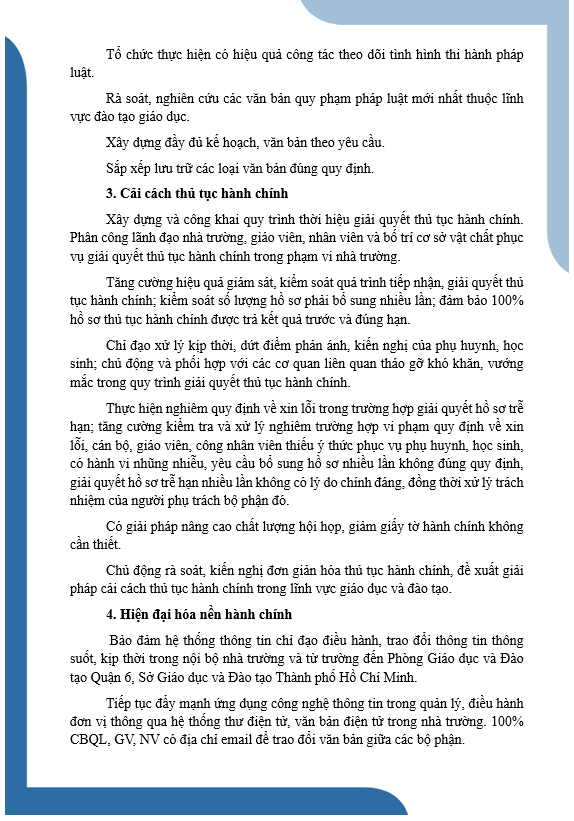 Tổ chức thực hiện có hiệu quả công tác theo dõi tình hình thi hành pháp
luật.
Rà soát, nghiên cứu các văn bản quy phạm pháp luật mới nhất thuộc lĩnh
vực đào tạo giáo dục.
Xây dựng đầy đủ kế hoạch, văn bản theo yêu cầu.
Sắp xếp lưu trữ các loại văn bản đúng quy định.
3. Cải cách thủ tục hành chính
Xây dựng và công khai quy trình thời hiệu giải quyết thủ tục hành chính.
Phân công lãnh đạo nhà trường, giáo viên, nhân viên và bố trí cơ sở vật chất phục
vụ giải quyết thủ tục hành chính trong phạm vi nhà trường.
Tăng cường hiệu quả giám sát, kiểm soát quá trình tiếp nhận, giải quyết thủ
tục hành chính; kiểm soát số lượng hồ sơ phải bổ sung nhiều lần; đảm bảo 100%
hồ sơ thủ tục hành chính được trả kết quả trước và đúng hạn.
Chỉ đạo xử lý kịp thời, dứt điểm phản ánh, kiến nghị của phụ huynh, học
sinh; chủ động và phối hợp với các cơ quan liên quan tháo gỡ khó khăn, vướng
mắc trong quy trình giải quyết thủ tục hành chính.
Thực hiện nghiêm quy định về xin lỗi trong trường hợp giải quyết hồ sơ trễ
hạn; tăng cường kiểm tra và xử lý nghiêm trường hợp vi phạm quy định về xin
lỗi, cán bộ, giáo viên, công nhân viên thiếu ý thức phục vụ phụ huynh, học sinh,
có hành vi nhũng nhiễu, yêu cầu bổ sung hồ sơ nhiều lần không đúng quy định,
giải quyết hồ sơ trễ hạn nhiều lần không có lý do chính đáng, đồng thời xử lý trách
nhiệm của người phụ trách bộ phận đó.
Có giải pháp nâng cao chất lượng hội họp, giảm giấy tờ hành chính không
cần thiết.
Chủ động rà soát, kiến nghị đơn giản hóa thủ tục hành chính, đề xuất giải
pháp cải cách thủ tục hành chính trong lĩnh vực giáo dục và đào tạo.
4. Hiện đại hóa nền hành chính
Bảo đảm hệ thống thông tin chỉ đạo điều hành, trao đổi thông tin thông
suốt, kịp thời trong nội bộ nhà trường và từ trường đến Phòng Giáo dục và Đào
tạo Quận 6, Sở Giáo dục và Đào tạo Thành phố Hồ Chí Minh.
Tiếp tục đẩy mạnh ứng dụng công nghệ thông tin trong quản lý, điều hành
đơn vị thông qua hệ thống thư điện tử, văn bản điện tử trong nhà trường. 100%
CBQL, GV, NV có địa chỉ email để trao đổi văn bản giữa các bộ phận.